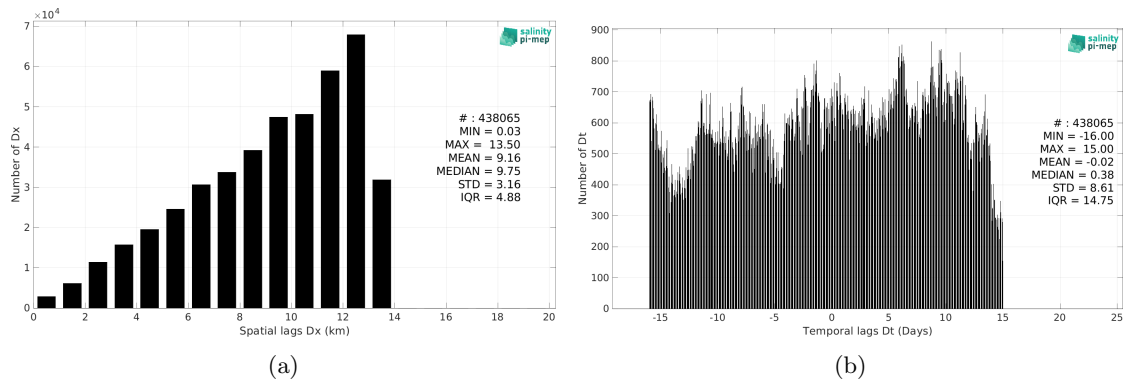 ×10⁴
7
6
5
4
3
2
1
0
Number of Dx
0 2 4 6 8 10 12 14 16 18 20
Spatial lags Dx (km)
salinity
pi-mep
# : 438065
MIN = 0.03
MAX = 13.50
MEAN = 9.16
MEDIAN = 9.75
STD = 3.16
IQR = 4.88
(a)
900
800
700
600
500
400
300
200
100
0
Number of Dt
-15 -10 -5 0 5 10 15 20 25
Temporal lags Dt (Days)
salinity
pi-mep
# : 438065
MIN = -16.00
MAX = 15.00
MEAN = -0.02
MEDIAN = 0.38
STD = 8.61
IQR = 14.75
(b)